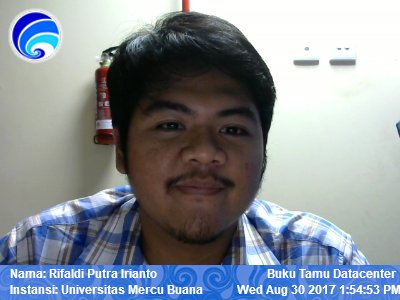 Nama: Rifaldi Putra Irianto Buku Tamu Datacenter
Instansi: Universitas Mercu Buana Wed Aug 30 2017 1:54:53 PM